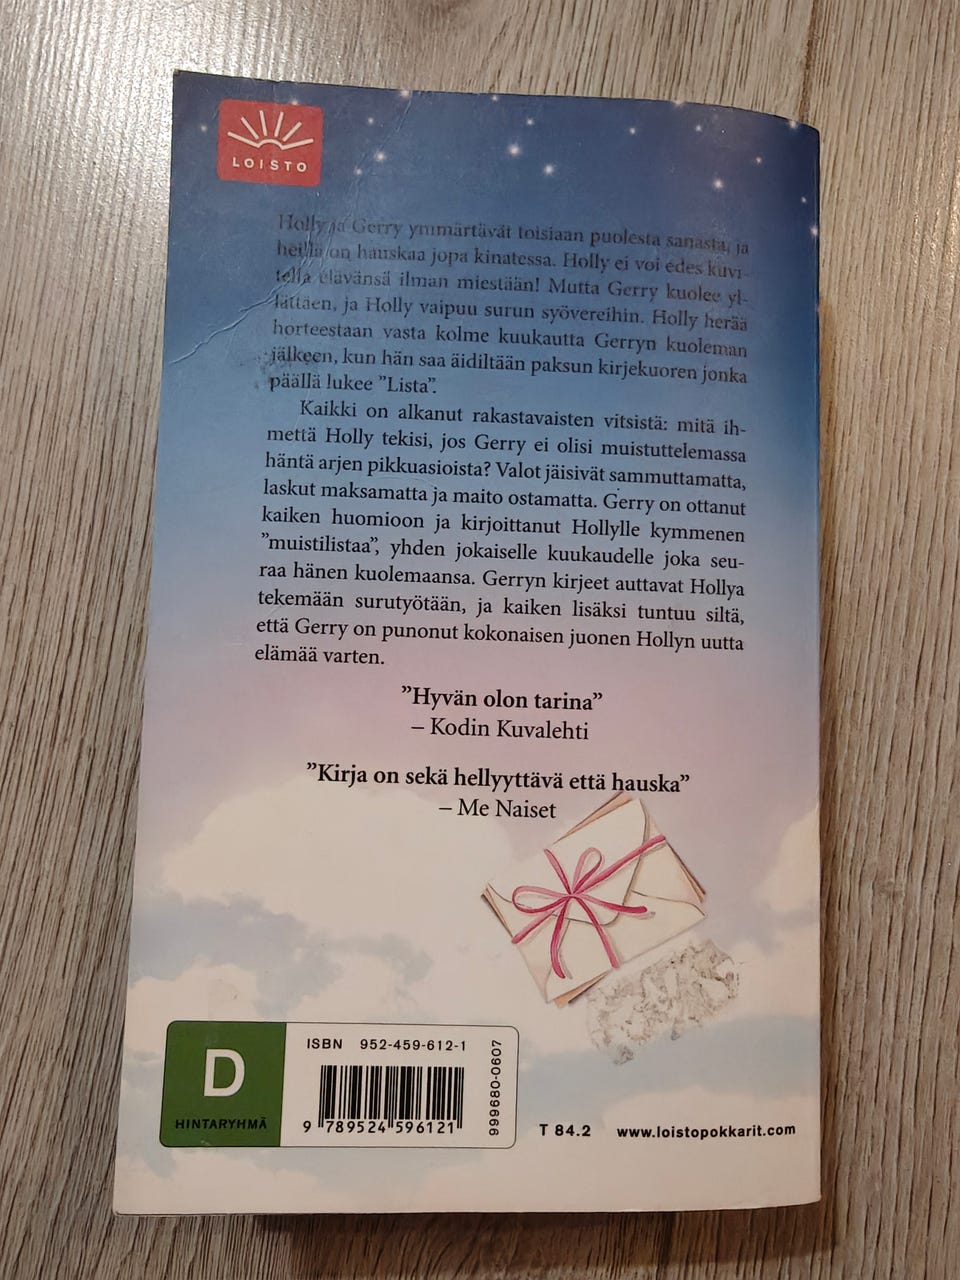 LOISTO
Holly ja Gerry ymmärtävät toisiaan puolesta sanasta, ja
heillä on hauskaa jopa kinatessa. Holly ei voi edes kuvi-
tella elävänsä ilman miestään! Mutta Gerry kuolee yl-
lättäen, ja Holly vaipuu surun syövereihin. Holly herää
horteestaan vasta kolme kuukautta Gerryn kuoleman
jälkeen, kun hän saa äidiltään paksun kirjekuoren jonka
päällä lukee ”Lista”.
Kaikki on alkanut rakastavaisten vitsistä: mitä ih-
mettä Holly tekisi, jos Gerry ei olisi muistuttelemassa
häntä arjen pikkuasioista? Valot jäisivät sammuttamatta,
laskut maksamatta ja maito ostamatta. Gerry on ottanut
kaiken huomioon ja kirjoittanut Hollylle kymmenen
”muistilistaa”, yhden jokaiselle kuukaudelle joka seu-
raa hänen kuolemaansa. Gerryn kirjeet auttavat Hollya
tekemään surutyötään, ja kaiken lisäksi tuntuu siltä,
että Gerry on punonut kokonaisen juonen Hollyn uutta
elämää varten.
”Hyvän olon tarina”
– Kodin Kuvalehti
”Kirja on sekä hellyyttävä että hauska”
– Me Naiset
D
HINTARYHMÄ
ISBN 952-459-612-1
9 789524 596121
999680-0607
T 84.2 www.loistopokkarit.com